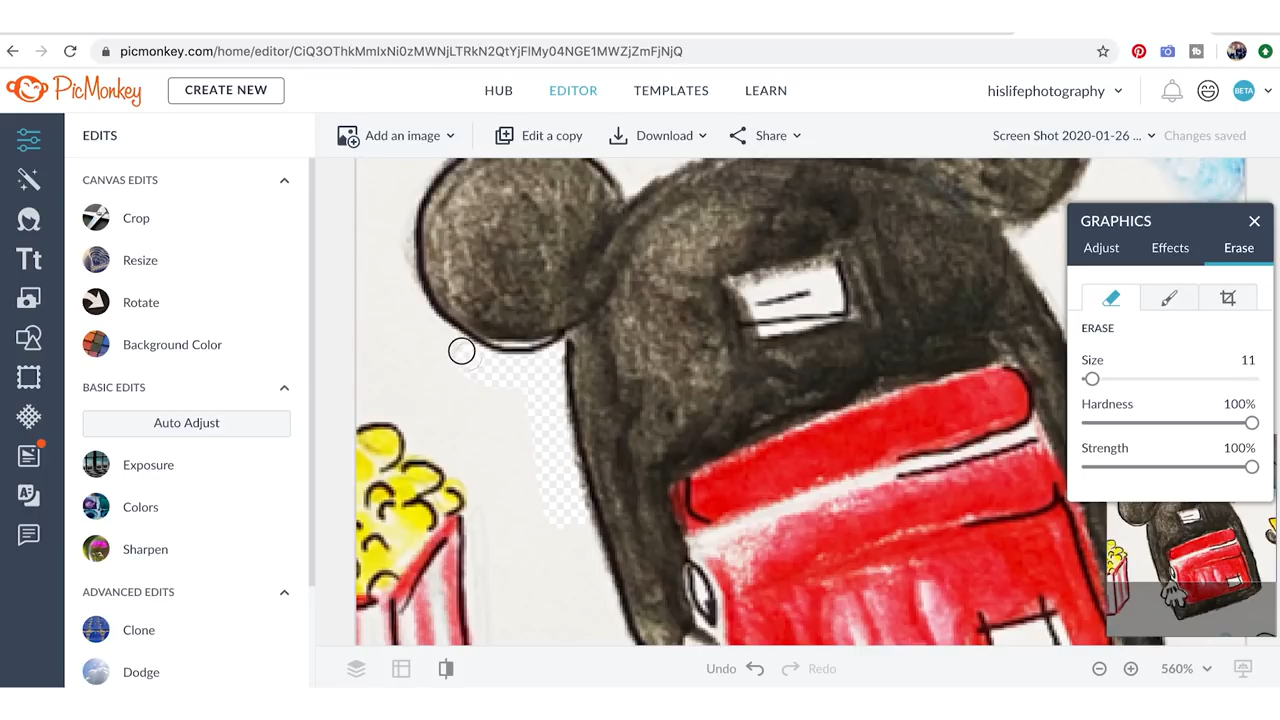 picmonkey.com/home/editor/CiQ3OThkMmIxNi0zMWNjLTRkN2QtYjFlMy04NGE1MWZjZmFjNjQ
PicMonkey
CREATE NEW
HUB
EDITOR
TEMPLATES
LEARN
hislifephotography
BETA
EDITS
Add an image
Edit a copy
Download
Share
Screen Shot 2020-01-26 ...
Changes saved
CANVAS EDITS
Crop
Resize
Rotate
Background Color
BASIC EDITS
Auto Adjust
Exposure
Colors
Sharpen
ADVANCED EDITS
Clone
Dodge
Tt
GRAPHICS
Adjust
Effects
Erase
ERASE
Size 11
Hardness 100%
Strength 100%
Undo
Redo
560%